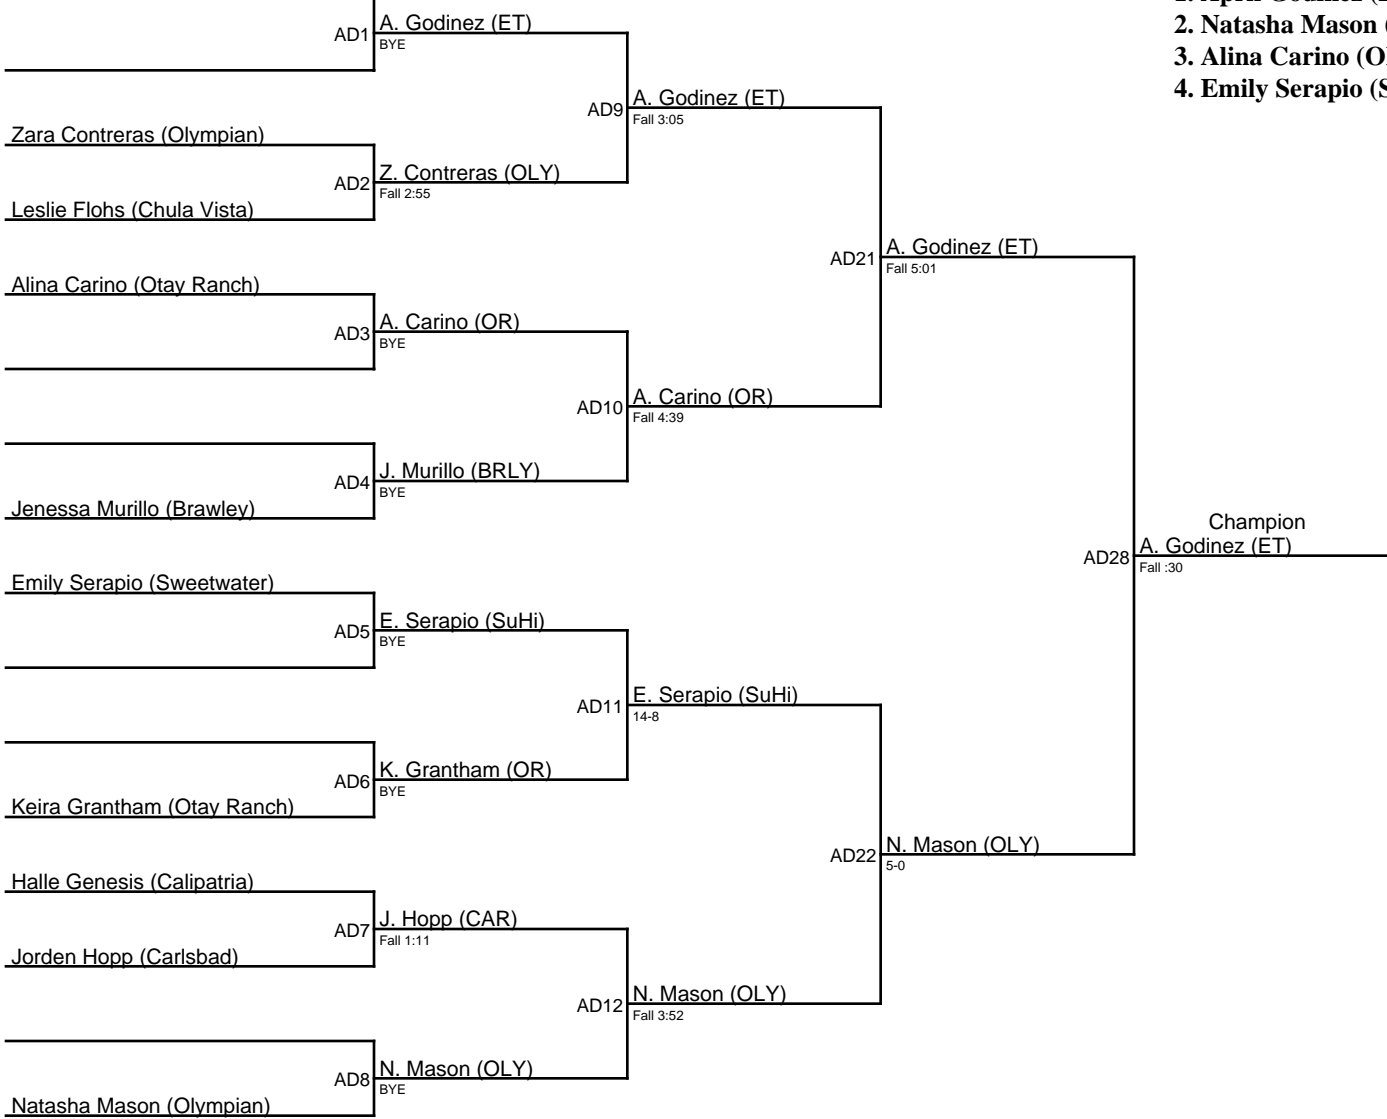 1. April Godinez (
2. Natasha Mason (
3. Alina Carino (O
4. Emily Serapio (S
AD1
A. Godinez (ET)
BYE
AD9
A. Godinez (ET)
Fall 3:05
Zara Contreras (Olympian)
AD2
Z. Contreras (OLY)
Fall 2:55
Leslie Flohs (Chula Vista)
AD21
A. Godinez (ET)
Fall 5:01
Alina Carino (Otay Ranch)
AD3
A. Carino (OR)
BYE
AD10
A. Carino (OR)
Fall 4:39
AD4
J. Murillo (BRLY)
BYE
Jenessa Murillo (Brawley)
Champion
AD28
A. Godinez (ET)
Fall :30
Emily Serapio (Sweetwater)
AD5
E. Serapio (SuHi)
BYE
AD11
E. Serapio (SuHi)
14-8
AD6
K. Grantham (OR)
BYE
Keira Grantham (Otay Ranch)
AD22
N. Mason (OLY)
5-0
Halle Genesis (Calipatria)
AD7
J. Hopp (CAR)
Fall 1:11
Jorden Hopp (Carlsbad)
AD12
N. Mason (OLY)
Fall 3:52
AD8
N. Mason (OLY)
BYE
Natasha Mason (Olympian)